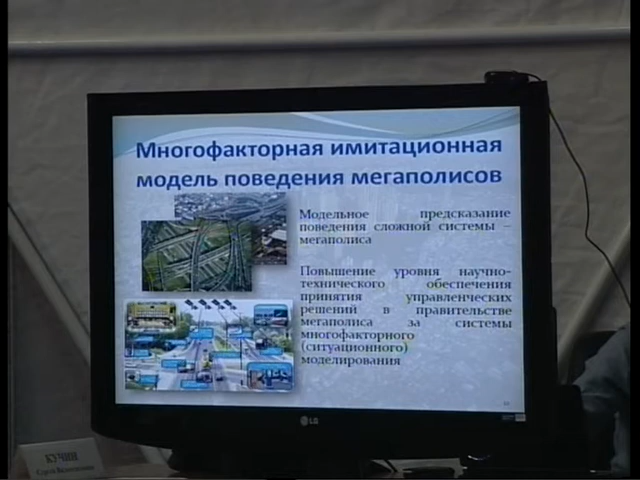 Многофакторная имитационная
модель поведения мегаполисов
Модельное предсказание
поведения сложной системы –
мегаполиса
Повышение уровня научно-
технического обеспечения
принятия управленческих
решений в правительстве
мегаполиса за системы
многофакторного
(ситуационного)
моделирования
LG
КУЧИН